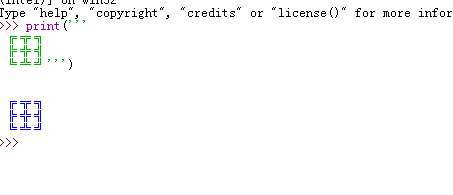 (Intel)] on win32
Type "help", "copyright", "credits" or "license()" for more infor
>>> print('''
╔╦╗
╠╬╣
╚╩╝ ''')
╔╦╗
╠╬╣
╚╩╝
>>>